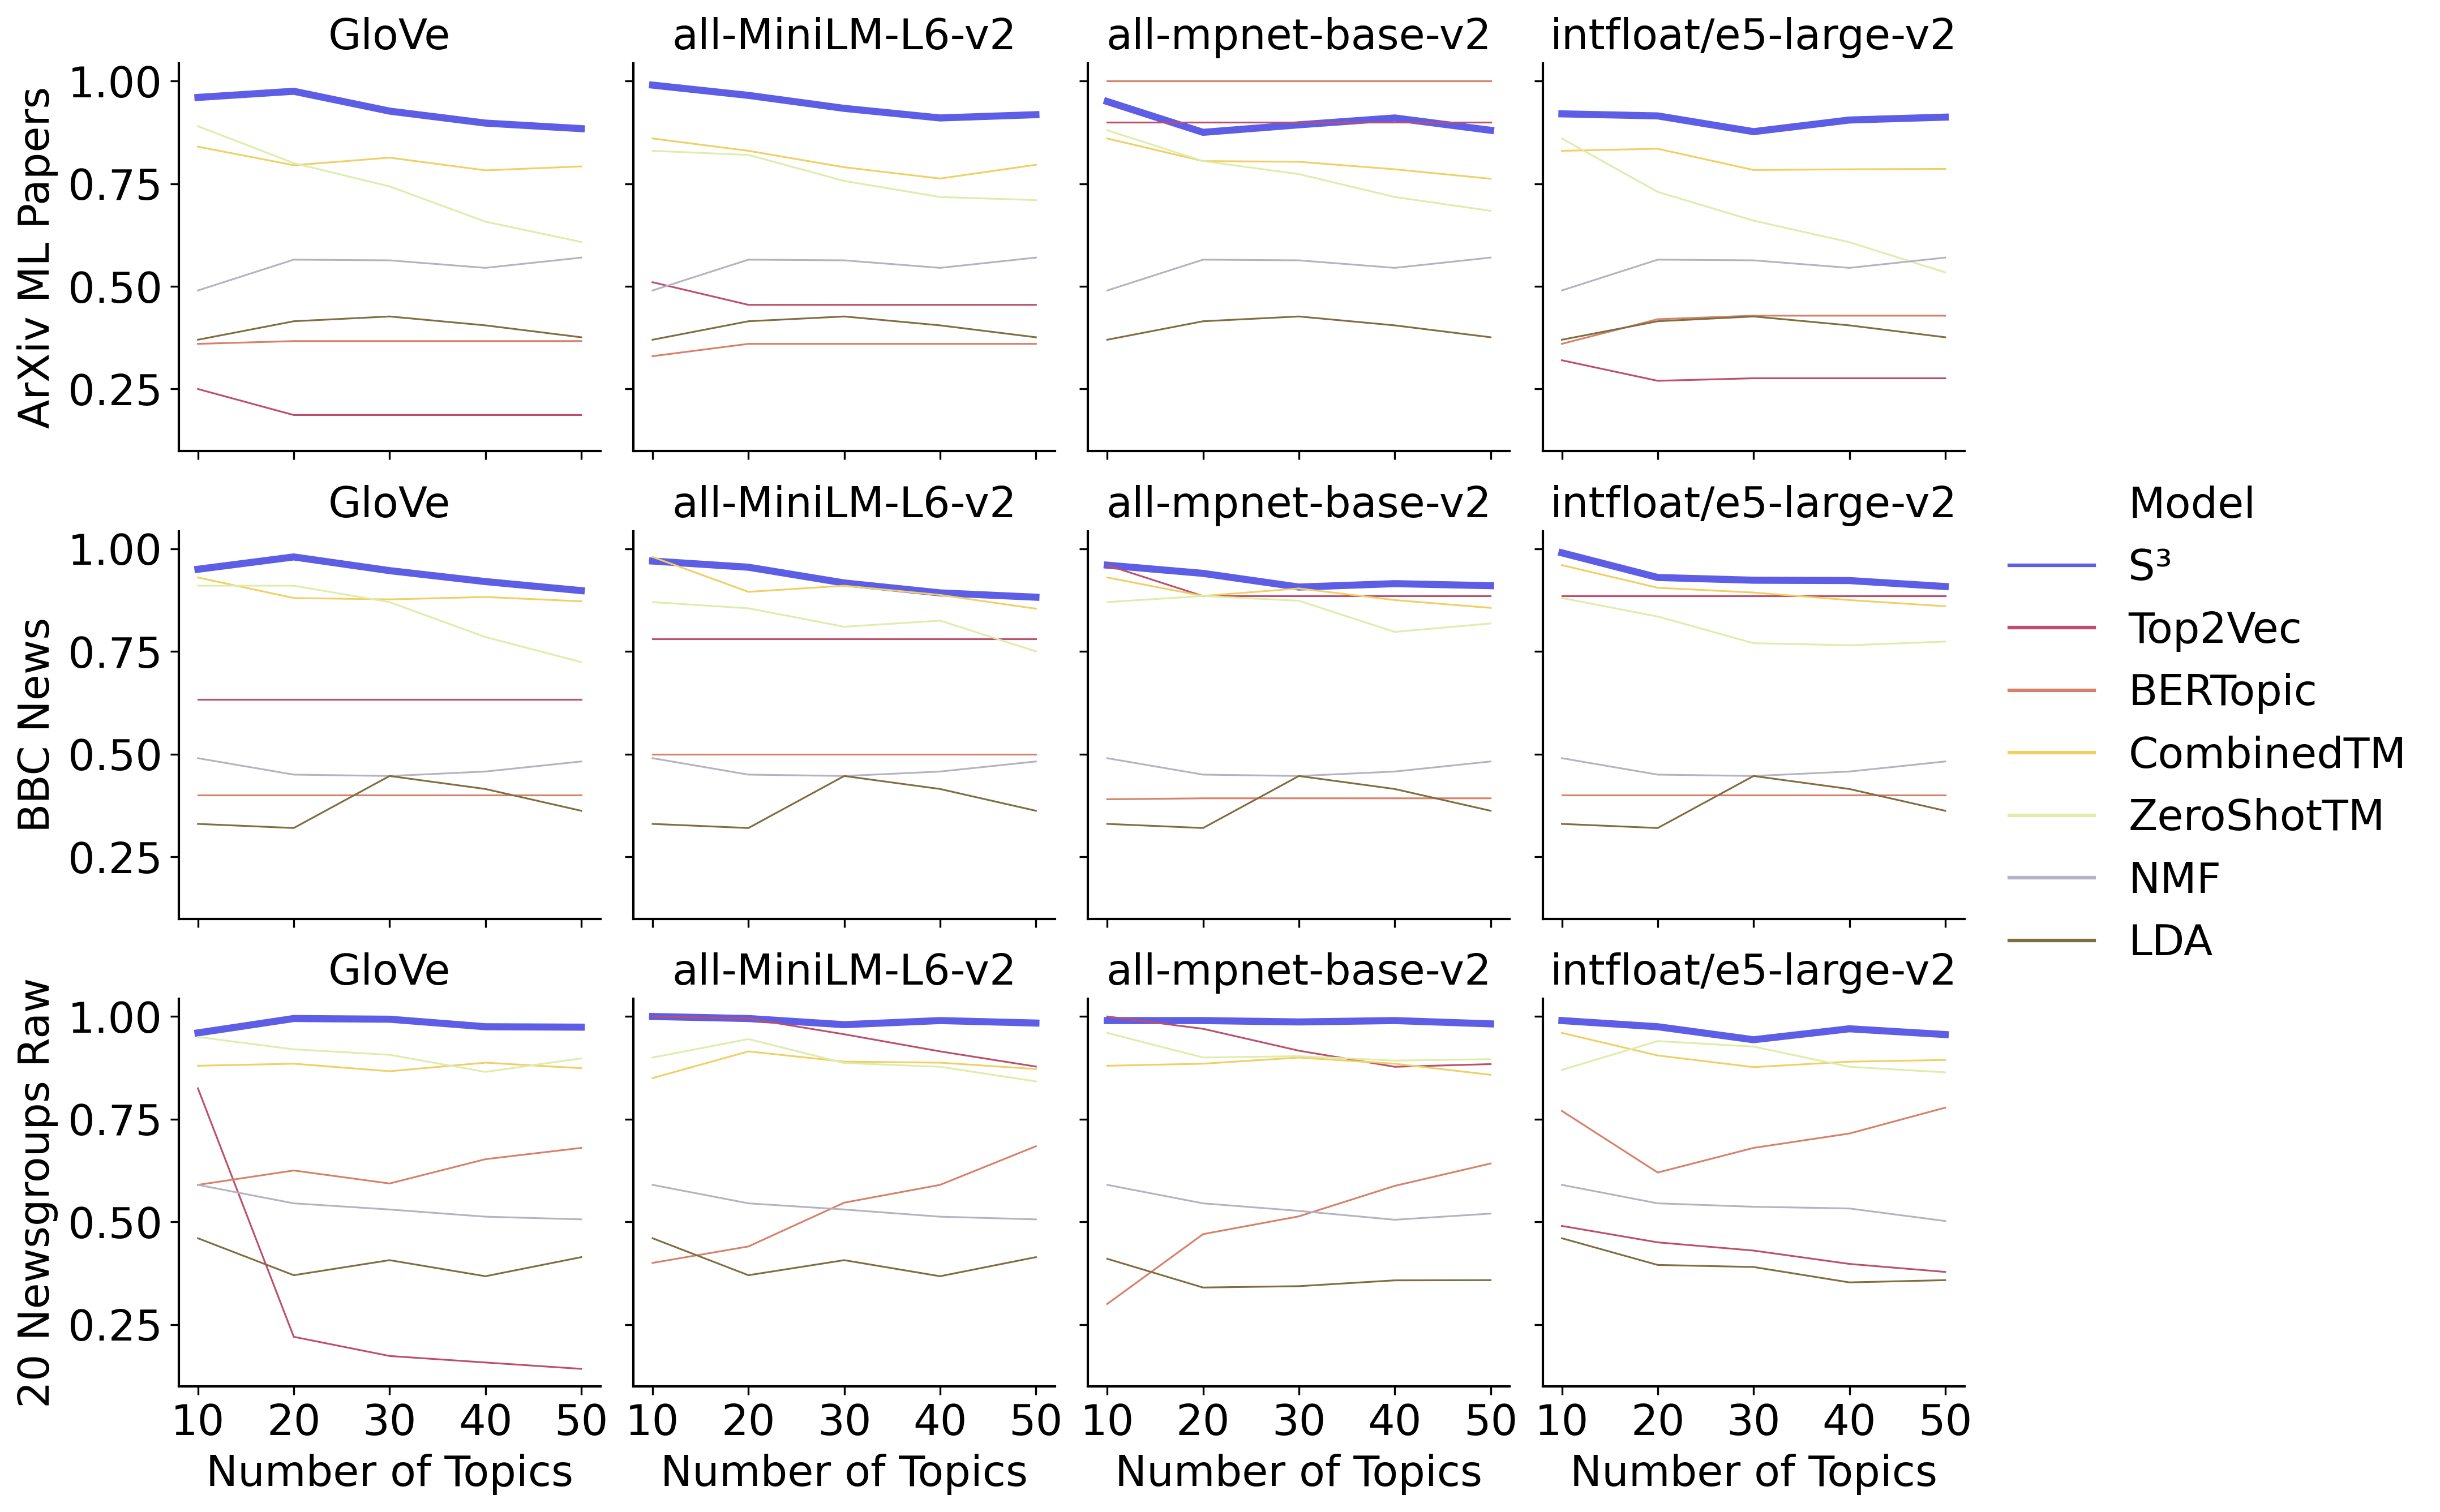 GloVe
all-MiniLM-L6-v2
all-mpnet-base-v2
intfloat/e5-large-v2
ArXiv ML Papers
1.00
0.75
0.50
0.25
GloVe
all-MiniLM-L6-v2
all-mpnet-base-v2
intfloat/e5-large-v2
BBC News
1.00
0.75
0.50
0.25
GloVe
all-MiniLM-L6-v2
all-mpnet-base-v2
intfloat/e5-large-v2
20 Newsgroups Raw
1.00
0.75
0.50
0.25
10 20 30 40 50
10 20 30 40 50
10 20 30 40 50
10 20 30 40 50
Number of Topics
Number of Topics
Number of Topics
Number of Topics
Model
S³
Top2Vec
BERTopic
CombinedTM
ZeroShotTM
NMF
LDA